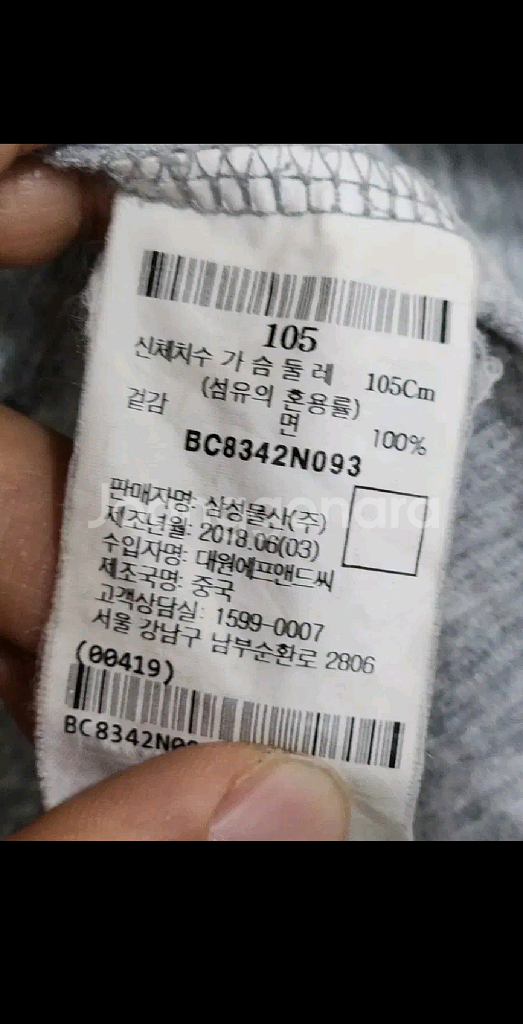 105
신체치수 가 슴 둘 레 105Cm
(섬유의 혼용률)
겉감 면 100%
BC8342N093
판매자명: 삼성물산(주)
제조년월: 2018.06(03)
수입자명: 대원에프앤드씨
제조국명: 중국
고객상담실: 1599-0007
서울 강남구 남부순환로 2806
(00419)
BC8342N09
Joongonara